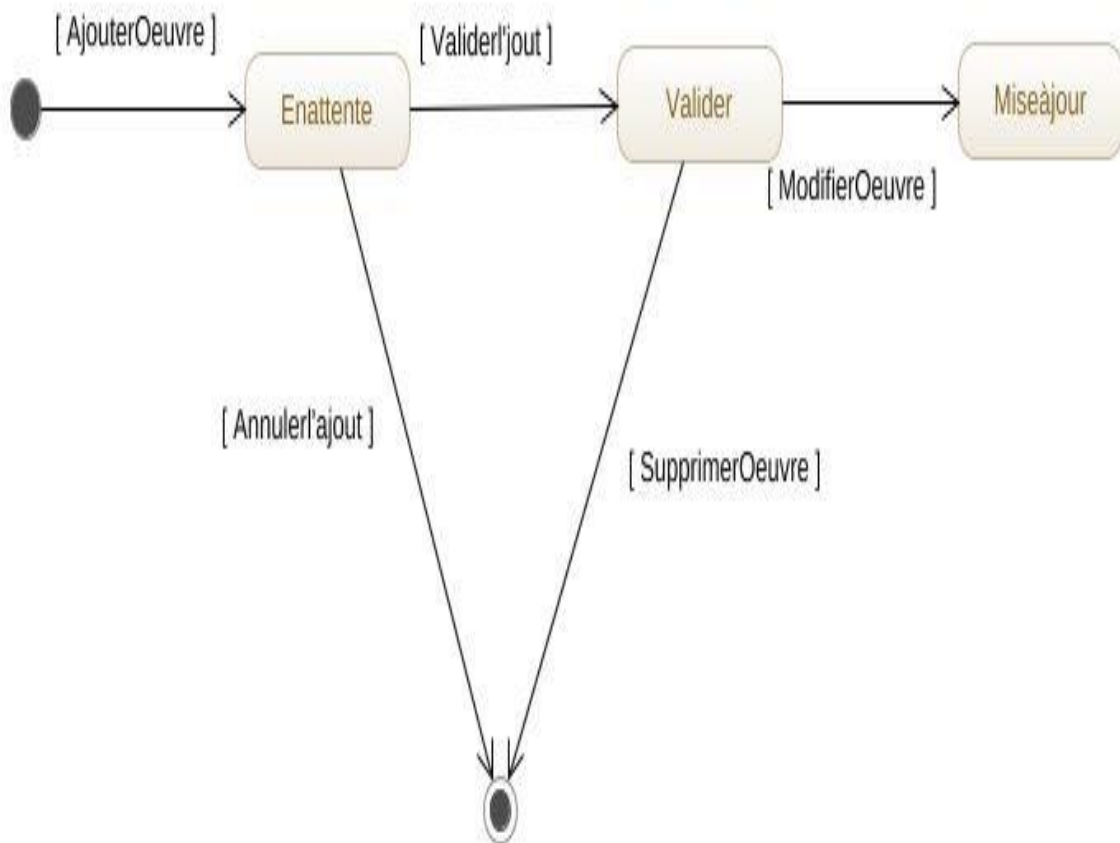 [ AjouterOeuvre ]
[ Validerl'jout ]
Enattente
Valider
Miseàjour
[ ModifierOeuvre ]
[ Annulerl'ajout ]
[ SupprimerOeuvre ]